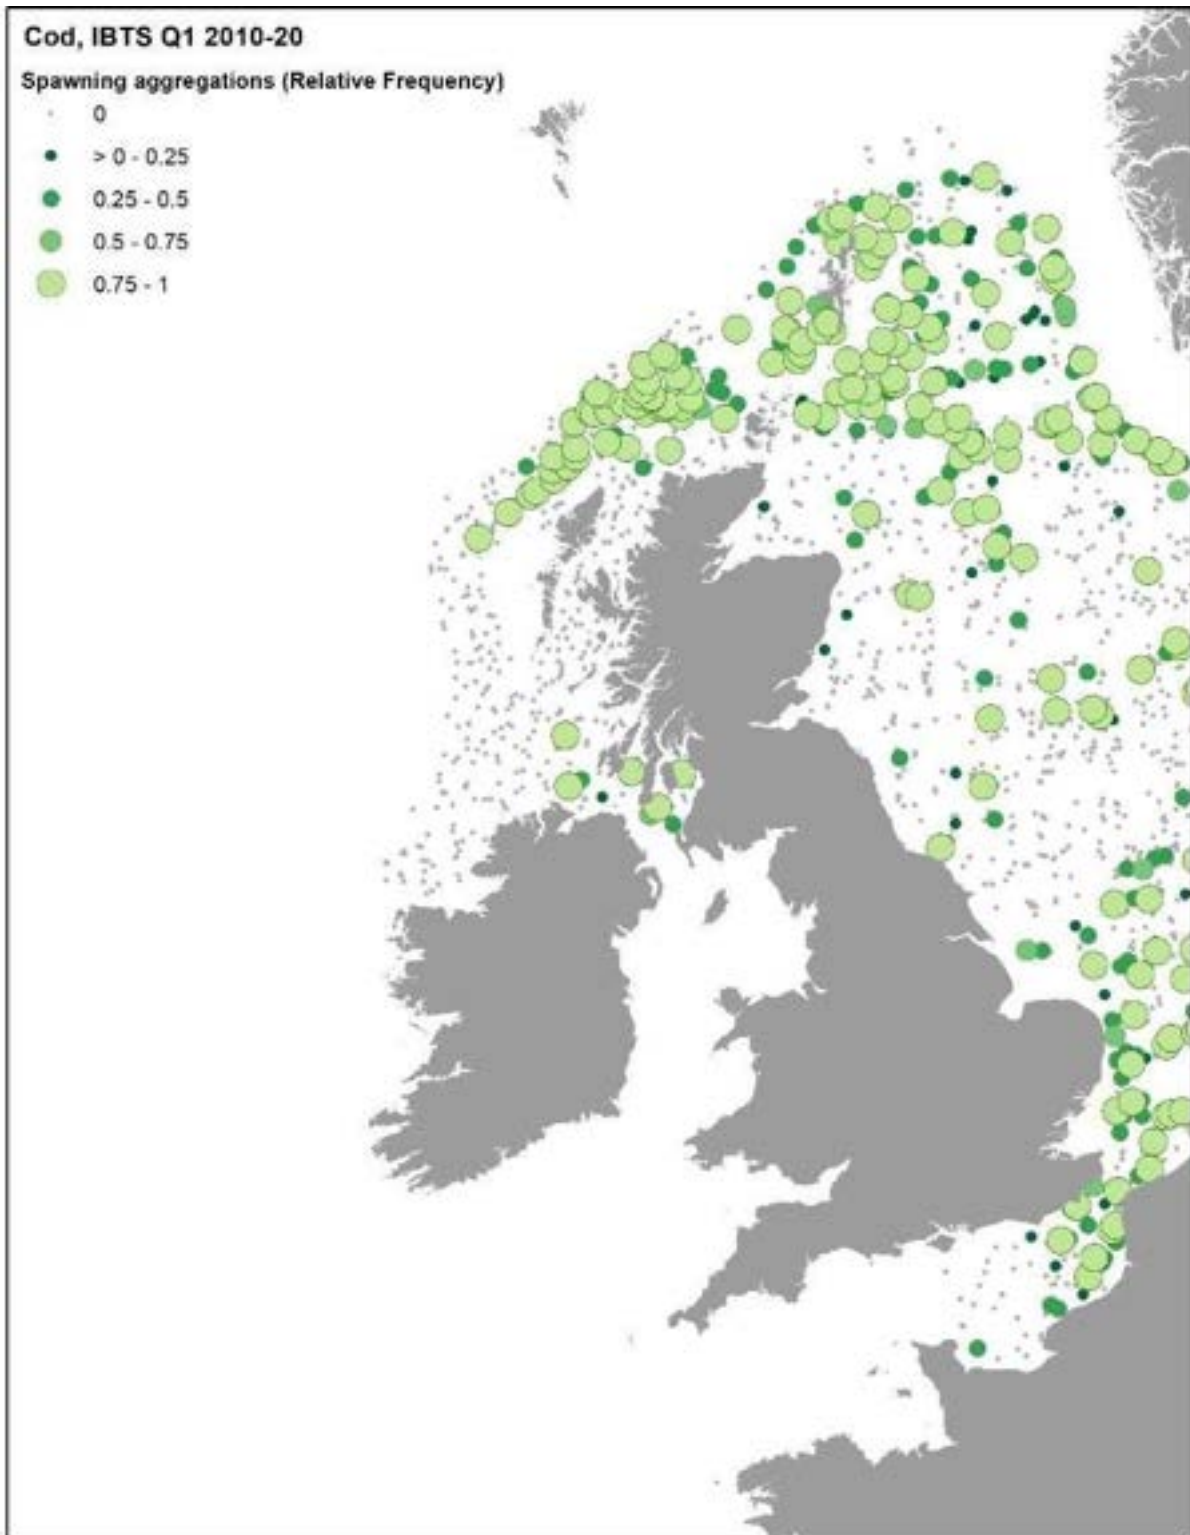 Cod, IBTS Q1 2010-20
Spawning aggregations (Relative Frequency)
0
> 0 - 0.25
0.25 - 0.5
0.5 - 0.75
0.75 - 1